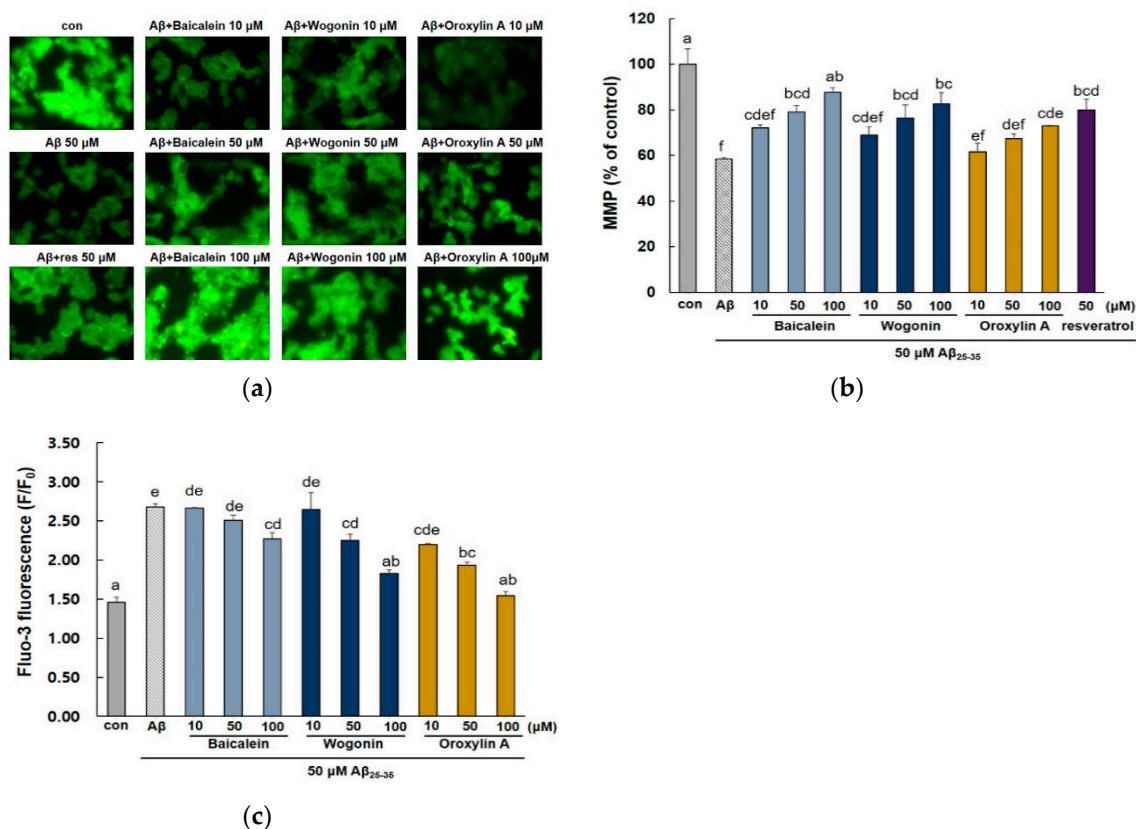 con Aβ+Baicalein 10 µM Aβ+Wogonin 10 µM Aβ+Oroxylin A 10 µM
Aβ 50 µM Aβ+Baicalein 50 µM Aβ+Wogonin 50 µM Aβ+Oroxylin A 50 µM
Aβ+res 50 µM Aβ+Baicalein 100 µM Aβ+Wogonin 100 µM Aβ+Oroxylin A 100µM
(a)
MMP (% of control)
120
100
80
60
40
20
0
a f cdef bcd ab cdef bcd bc ef def cde bcd
con Aβ 10 50 100 10 50 100 10 50 100 50 (µM)
Baicalein Wogonin Oroxylin A resveratrol
50 µM Aβ25-35
(b)
Fluo-3 fluorescence (F/F0)
3.50
3.00
2.50
2.00
1.50
1.00
0.50
0.00
a e de de cd de cd ab cde bc ab
con Aβ 10 50 100 10 50 100 10 50 100 (µM)
Baicalein Wogonin Oroxylin A
50 µM Aβ25-35
(c)